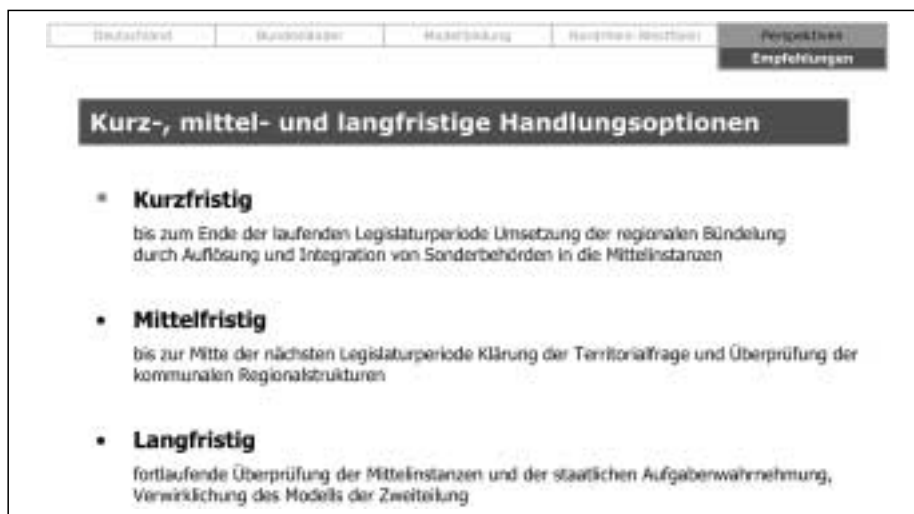 Deutschland Bundesländer Modellbildung Nordrhein-Westfalen Perspektiven
Empfehlungen
Kurz-, mittel- und langfristige Handlungsoptionen
Kurzfristig
bis zum Ende der laufenden Legislaturperiode Umsetzung der regionalen Bündelung
durch Auflösung und Integration von Sonderbehörden in die Mittelinstanzen
Mittelfristig
bis zur Mitte der nächsten Legislaturperiode Klärung der Territorialfrage und Überprüfung der
kommunalen Regionalstrukturen
Langfristig
fortlaufende Überprüfung der Mittelinstanzen und der staatlichen Aufgabenwahrnehmung,
Verwirklichung des Modells der Zweiteilung